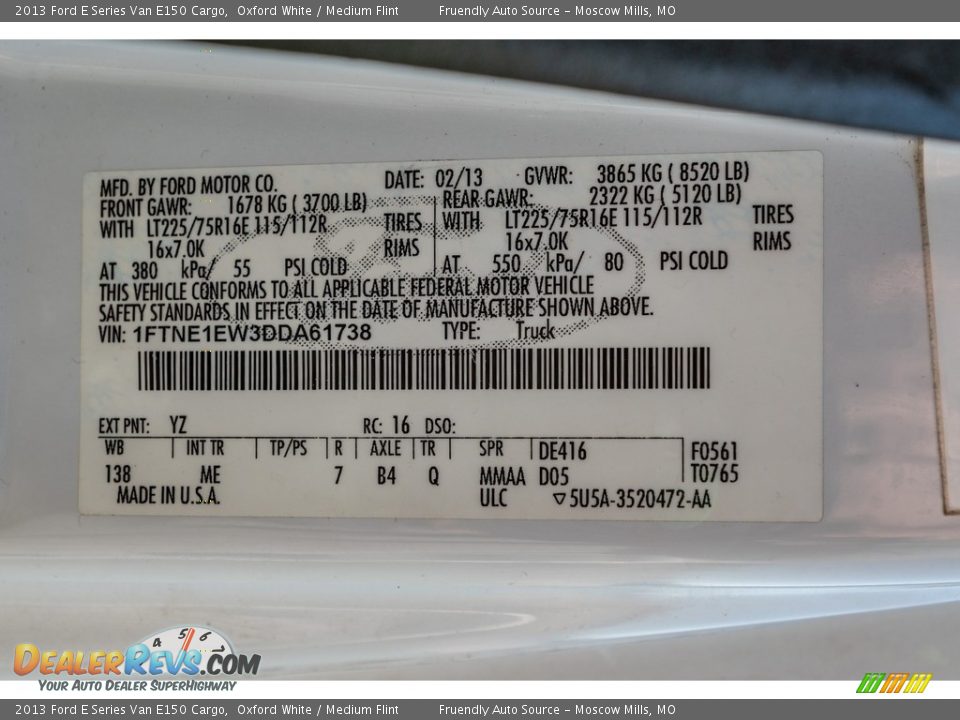 2013 Ford E Series Van E150 Cargo, Oxford White / Medium Flint Fruendly Auto Source - Moscow Mills, MO
MFD. BY FORD MOTOR CO. DATE: 02/13 GVWR: 3865 KG ( 8520 LB)
FRONT GAWR: 1678 KG ( 3700 LB) REAR GAWR: 2322 KG ( 5120 LB)
WITH LT225/75R16E 115/112R TIRES WITH LT225/75R16E 115/112R TIRES
16x7.0K RIMS 16x7.0K RIMS
AT 380 kPa/ 55 PSI COLD AT 550 kPa/ 80 PSI COLD
THIS VEHICLE CONFORMS TO ALL APPLICABLE FEDERAL MOTOR VEHICLE
SAFETY STANDARDS IN EFFECT ON THE DATE OF MANUFACTURE SHOWN ABOVE.
VIN: 1FTNE1EW3DDA61738 TYPE: Truck
EXT PNT: YZ RC: 16 DSO:
WB INT TR TP/PS R AXLE TR SPR DE416 F0561
138 ME 7 B4 Q MMAA D05 T0765
MADE IN U.S.A. ULC ▽5U5A-3520472-AA
4 5 6
DEALERREVS.COM
YOUR AUTO DEALER SUPERHIGHWAY
2013 Ford E Series Van E150 Cargo, Oxford White / Medium Flint Fruendly Auto Source - Moscow Mills, MO